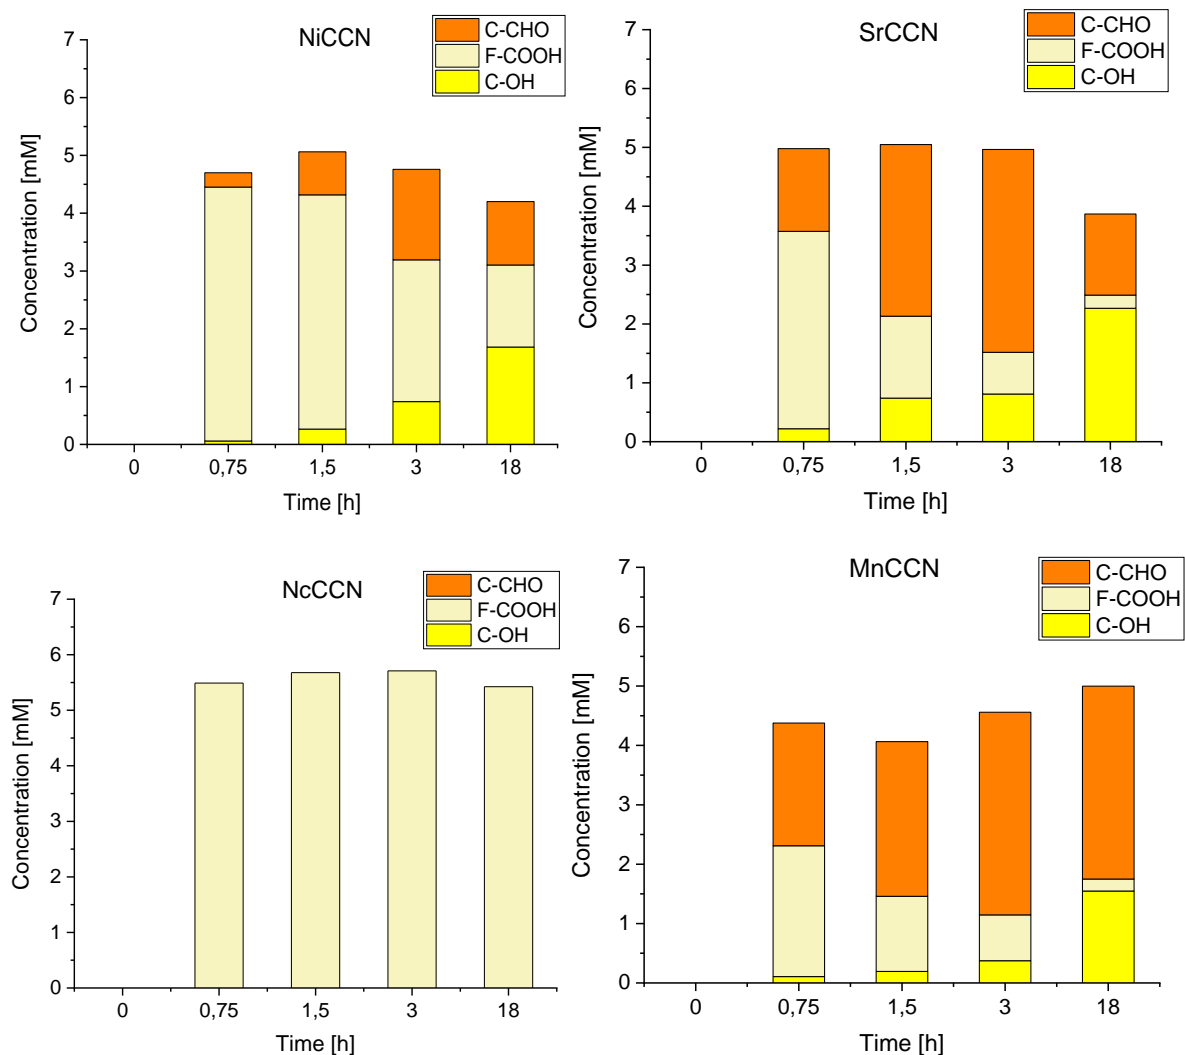 NiCCN
C-CHO
F-COOH
C-OH
Concentration [mM]
7
6
5
4
3
2
1
0
0 0,75 1,5 3 18
Time [h]
SrCCN
C-CHO
F-COOH
C-OH
Concentration [mM]
7
6
5
4
3
2
1
0
0 0,75 1,5 3 18
Time [h]
NcCCN
C-CHO
F-COOH
C-OH
Concentration [mM]
7
6
5
4
3
2
1
0
0 0,75 1,5 3 18
Time [h]
MnCCN
C-CHO
F-COOH
C-OH
Concentration [mM]
7
6
5
4
3
2
1
0
0 0,75 1,5 3 18
Time [h]